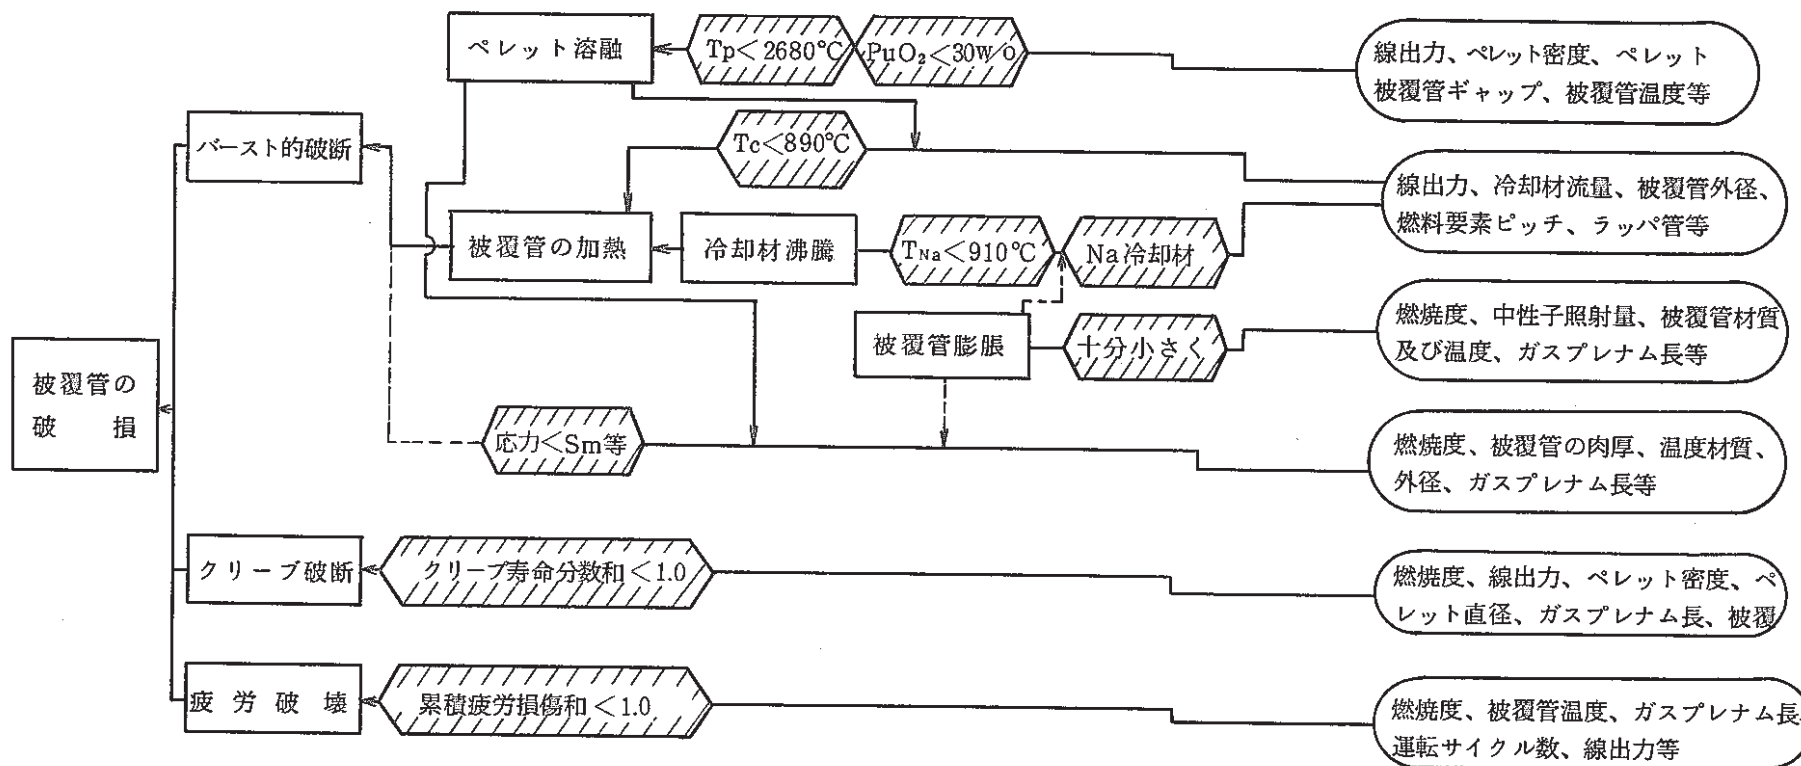 ペレット溶融
Tp<2680℃
PuO₂<30w/o
線出力、ペレット密度、ペレット
被覆管ギャップ、被覆管温度等
バースト的破断
Tc<890℃
線出力、冷却材流量、被覆管外径、
燃料要素ピッチ、ラッパ管等
被覆管の加熱
冷却材沸騰
TNa<910℃
Na冷却材
被覆管膨脹
十分小さく
燃焼度、中性子照射量、被覆管材質
及び温度、ガスプレナム長等
被覆管の
破損
応力<Sm等
燃焼度、被覆管の肉厚、温度材質、
外径、ガスプレナム長等
クリープ破断
クリープ寿命分数和<1.0
燃焼度、線出力、ペレット密度、ペ
レット直径、ガスプレナム長、被覆
疲労破壊
累積疲労損傷和<1.0
燃焼度、被覆管温度、ガスプレナム長、
運転サイクル数、線出力等